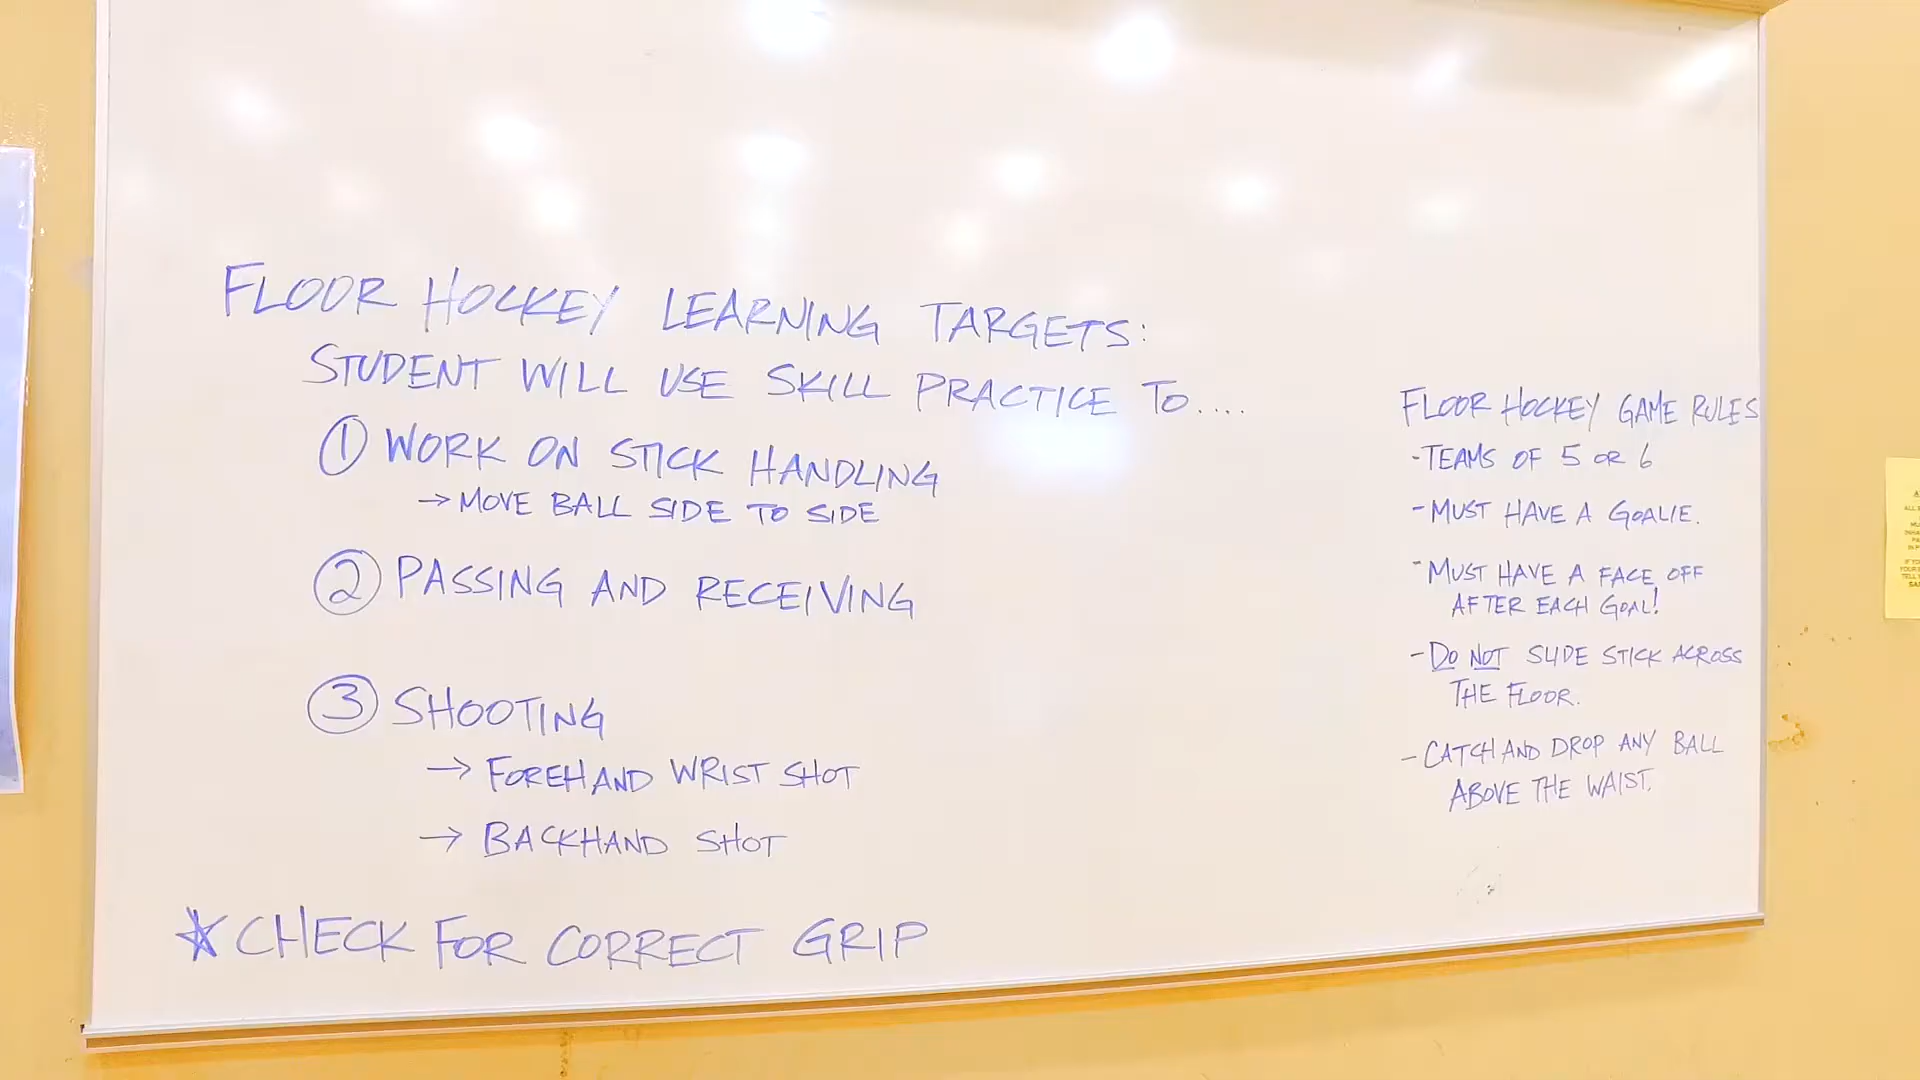 FLOOR HOCKEY LEARNING TARGETS:
STUDENT WILL USE SKILL PRACTICE TO....
① WORK ON STICK HANDLING
→ MOVE BALL SIDE TO SIDE
② PASSING AND RECEIVING
③ SHOOTING
→ FOREHAND WRIST SHOT
→ BACKHAND SHOT
☆ CHECK FOR CORRECT GRIP
FLOOR HOCKEY GAME RULES
- TEAMS OF 5 OR 6
- MUST HAVE A GOALIE.
- MUST HAVE A FACE OFF
AFTER EACH GOAL!
- DO NOT SLIDE STICK ACROSS
THE FLOOR.
- CATCH AND DROP ANY BALL
ABOVE THE WAIST.